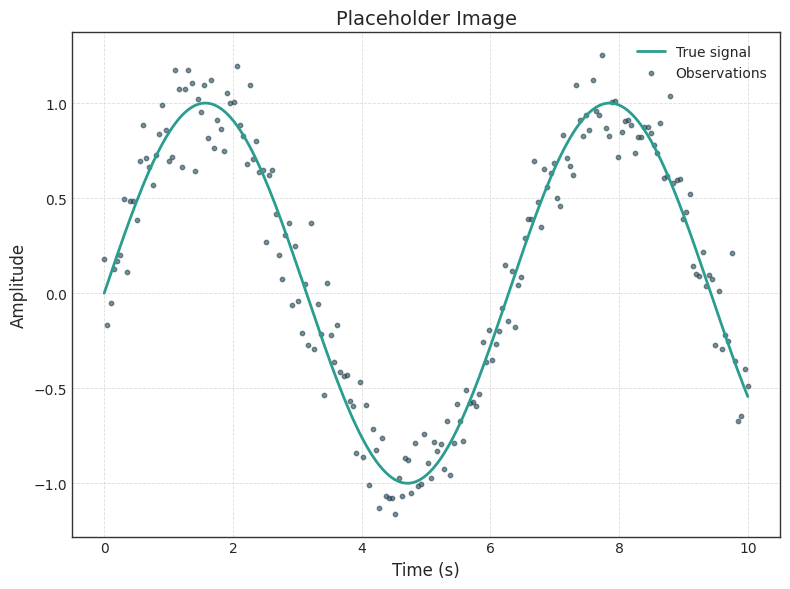 Placeholder Image
True signal
Observations
1.0
0.5
0.0
−0.5
−1.0
Amplitude
0
2
4
6
8
10
Time (s)